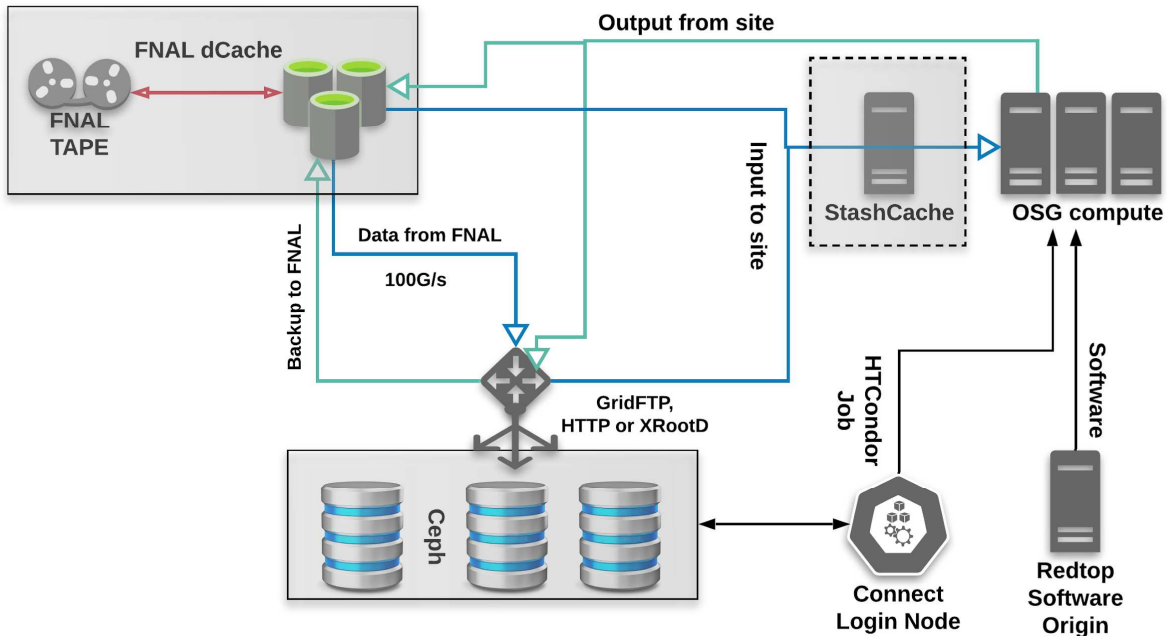 Output from site
FNAL dCache
FNAL
TAPE
StashCache
OSG compute
Input to site
Data from FNAL
100G/s
Backup to FNAL
GridFTP,
HTTP or XRootD
HTCondor
Job
Software
Ceph
Connect
Login Node
Redtop
Software
Origin